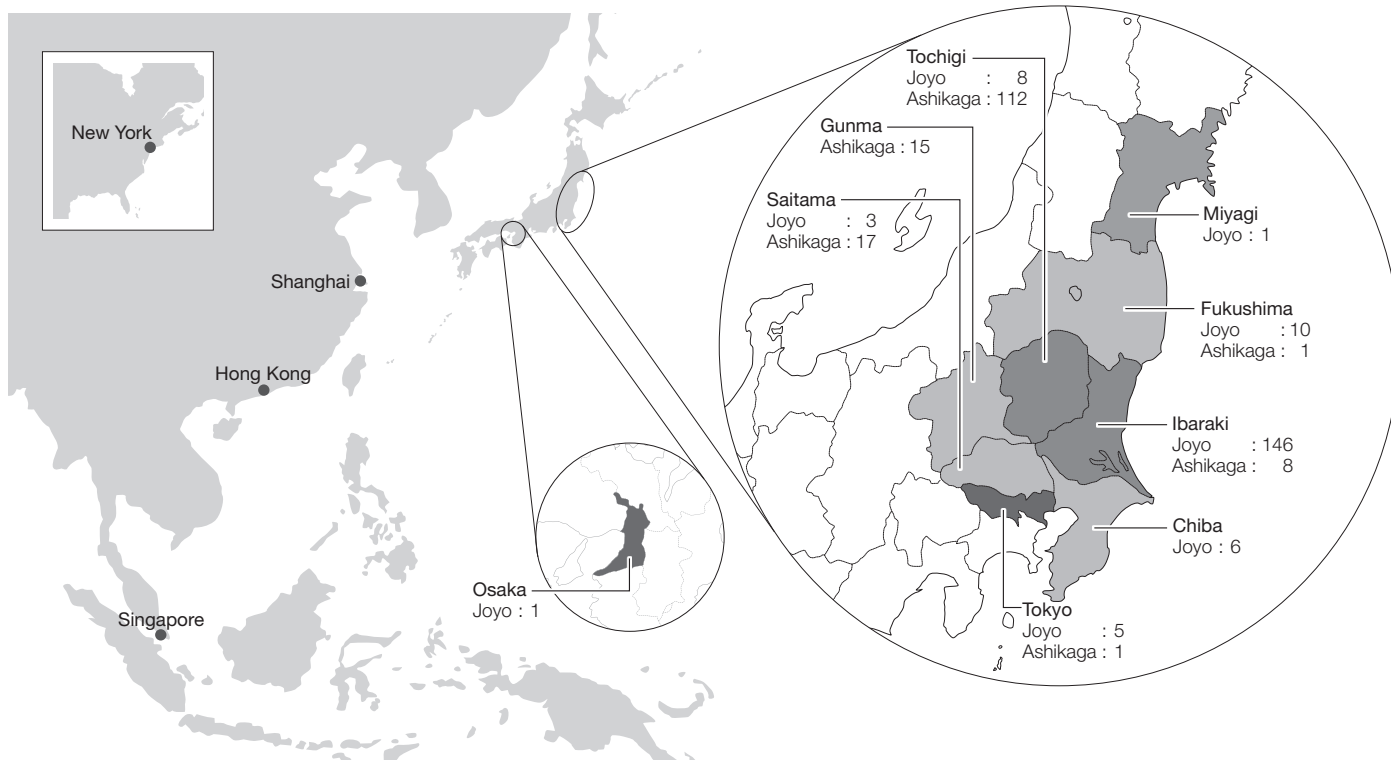 New York
Shanghai
Hong Kong
Singapore
Osaka
Joyo : 1
Tochigi
Joyo : 8
Ashikaga : 112
Gunma
Ashikaga : 15
Saitama
Joyo : 3
Ashikaga : 17
Miyagi
Joyo : 1
Fukushima
Joyo : 10
Ashikaga : 1
Ibaraki
Joyo : 146
Ashikaga : 8
Chiba
Joyo : 6
Tokyo
Joyo : 5
Ashikaga : 1